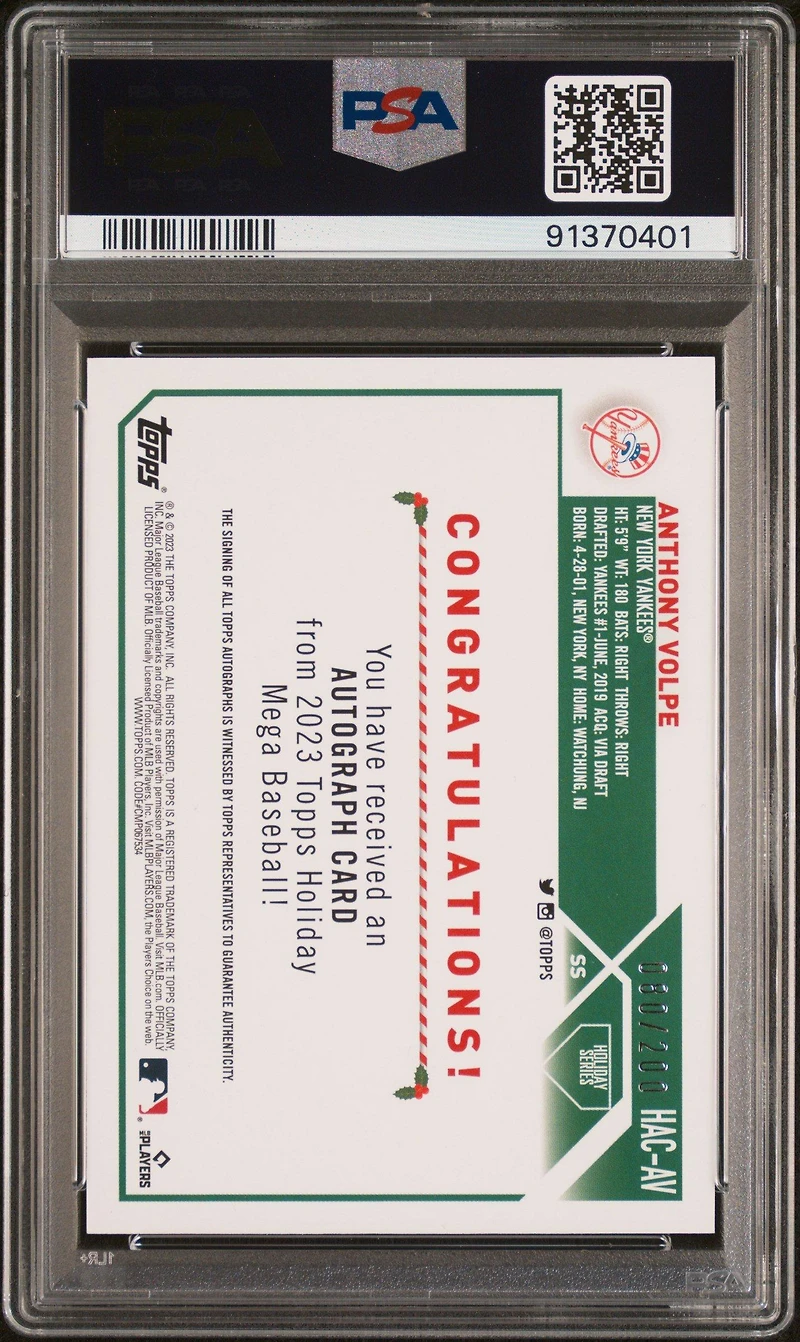 PSA
91370401
Yankees
ANTHONY VOLPE
NEW YORK YANKEES®
HT: 5'9" WT: 180 BATS: RIGHT THROWS: RIGHT
DRAFTED: YANKEES #1-JUNE, 2019 ACQ: VIA DRAFT
BORN: 4-28-01, NEW YORK, NY HOME: WATCHUNG, NJ
@TOPPS
SS
080/200
HAC-AV
HOLIDAY
SERIES
CONGRATULATIONS!
You have received an
AUTOGRAPH CARD
from 2023 Topps Holiday
Mega Baseball!
THE SIGNING OF ALL TOPPS AUTOGRAPHS IS WITNESSED BY TOPPS REPRESENTATIVES TO GUARANTEE AUTHENTICITY.
topps®
® & © 2023 THE TOPPS COMPANY, INC. ALL RIGHTS RESERVED. TOPPS IS A REGISTERED TRADEMARK OF THE TOPPS COMPANY,
INC. Major League Baseball trademarks and copyrights are used with permission of Major League Baseball. Visit MLB.com. OFFICIALLY
LICENSED PRODUCT OF MLB. Officially Licensed Product of MLB Players, Inc. Visit MLBPLAYERS.COM, the Players Choice on the web.
WWW.TOPPS.COM. CODE#CMP067534
MLB PLAYERS
1LR+
PSA